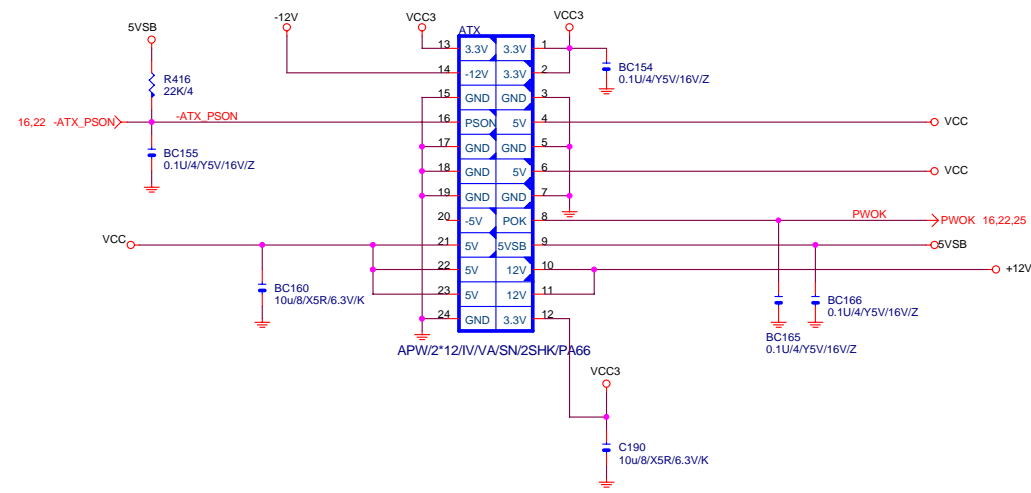 -12V
VCC3
VCC3
5VSB
ATX
13 3.3V 3.3V 1
14 -12V 3.3V 2
15 GND GND 3
16 PSON 5V 4
17 GND GND 5
18 GND 5V 6
19 GND GND 7
20 -5V POK 8
21 5V 5VSB 9
22 5V 12V 10
23 5V 12V 11
24 GND 3.3V 12
APW/2*12/IV/VA/SN/2SHK/PA66
R416
22K/4
16,22 -ATX_PSON
-ATX_PSON
BC155
0.1U/4/Y5V/16V/Z
VCC
BC160
10u/8/X5R/6.3V/K
BC154
0.1U/4/Y5V/16V/Z
VCC
VCC
PWOK
PWOK 16,22,25
5VSB
+12V
BC166
0.1U/4/Y5V/16V/Z
BC165
0.1U/4/Y5V/16V/Z
VCC3
C190
10u/8/X5R/6.3V/K